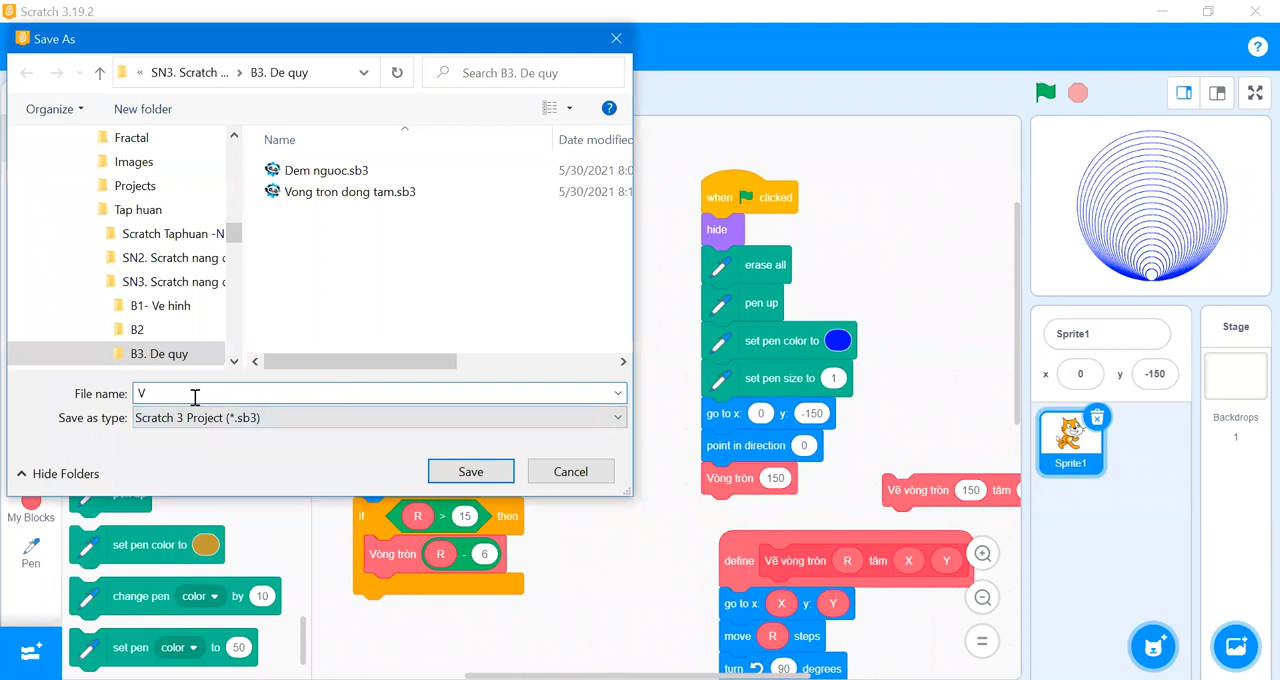 Scratch 3.19.2
Save As
« SN3. Scratch ... > B3. De quy
Search B3. De quy
Organize
New folder
Fractal
Images
Projects
Tap huan
Scratch Taphuan -N
SN2. Scratch nang
SN3. Scratch nang
B1- Ve hinh
B2
B3. De quy
Name
Date modified
Dem nguoc.sb3
5/30/2021 8:0
Vong tron dong tam.sb3
5/30/2021 8:1
File name:
V
Save as type:
Scratch 3 Project (*.sb3)
Hide Folders
Save
Cancel
when clicked
hide
erase all
pen up
set pen color to
set pen size to 1
go to x: 0 y: -150
point in direction 0
Vòng tròn 150
Vẽ vòng tròn 150 tâm
if R > 15 then
Vòng tròn R - 6
define Vẽ vòng tròn R tâm X Y
go to x: X y: Y
move R steps
turn 90 degrees
My Blocks
Pen
set pen color to
change pen color by 10
set pen color to 50
Sprite1
x 0 y -150
Sprite1
Stage
Backdrops
1